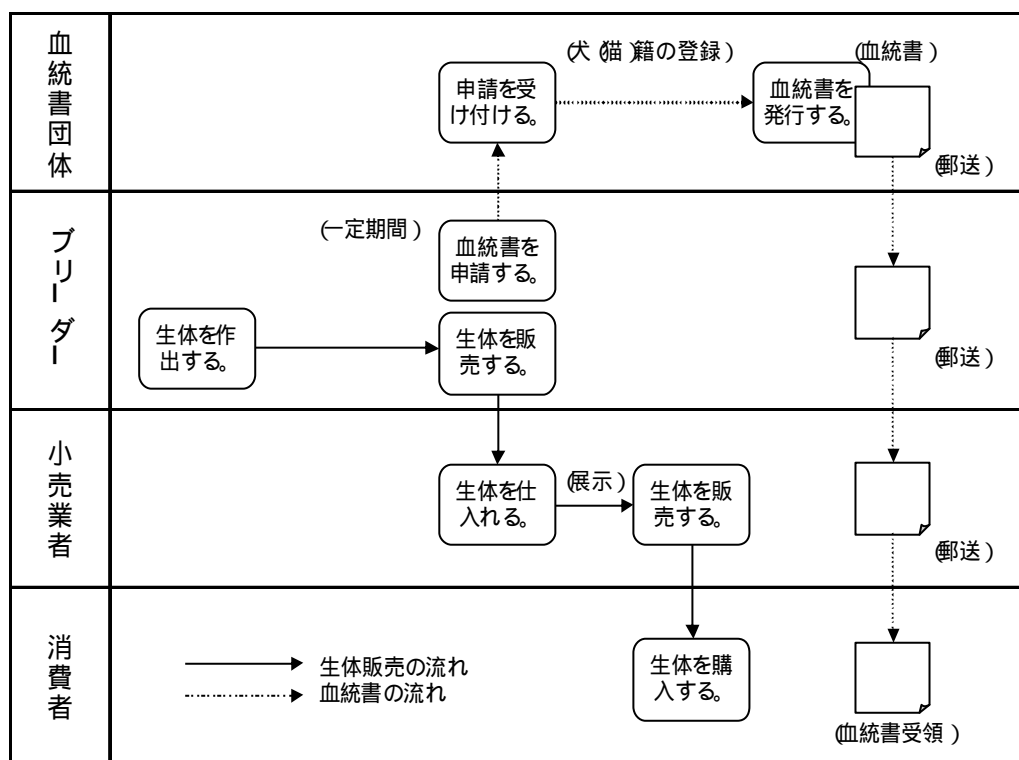 血統書団体
(犬(猫)籍の登録)
(血統書)
申請を受
け付ける。
血統書を
発行する。
(郵送)
ブリーダー
(一定期間)
血統書を
申請する。
生体を作
出する。
生体を販
売する。
(郵送)
小売業者
生体を仕
入れる。
(展示)
生体を販
売する。
(郵送)
消費者
生体販売の流れ
血統書の流れ
生体を購
入する。
(血統書受領)